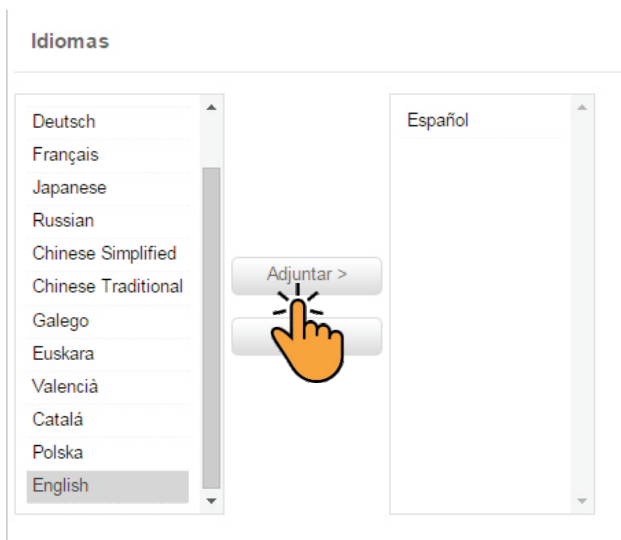 Idiomas
Deutsch
Français
Japanese
Russian
Chinese Simplified
Chinese Traditional
Galego
Euskara
Valencià
Catalá
Polska
English
Adjuntar >
Español